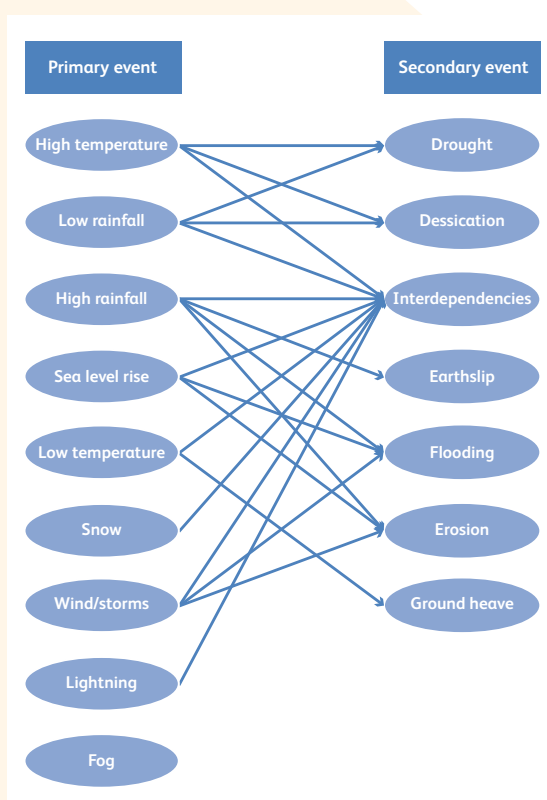 Primary event
Secondary event
High temperature
Drought
Low rainfall
Dessication
High rainfall
Interdependencies
Sea level rise
Earthslip
Low temperature
Flooding
Snow
Erosion
Wind/storms
Ground heave
Lightning
Fog